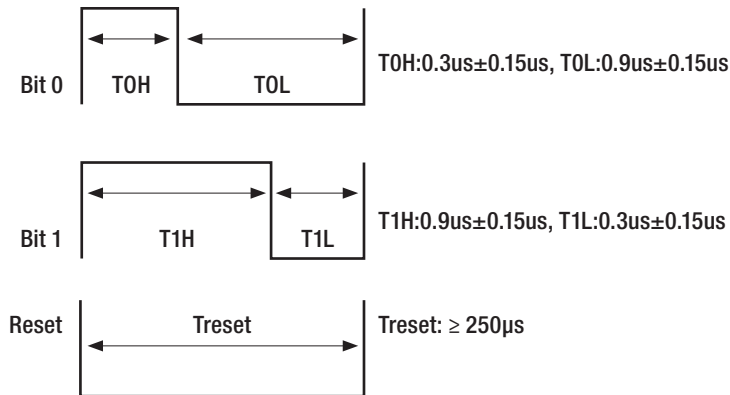 Bit 0 T0H T0L T0H:0.3us±0.15us, T0L:0.9us±0.15us
Bit 1 T1H T1L T1H:0.9us±0.15us, T1L:0.3us±0.15us
Reset Treset Treset: ≥ 250µs